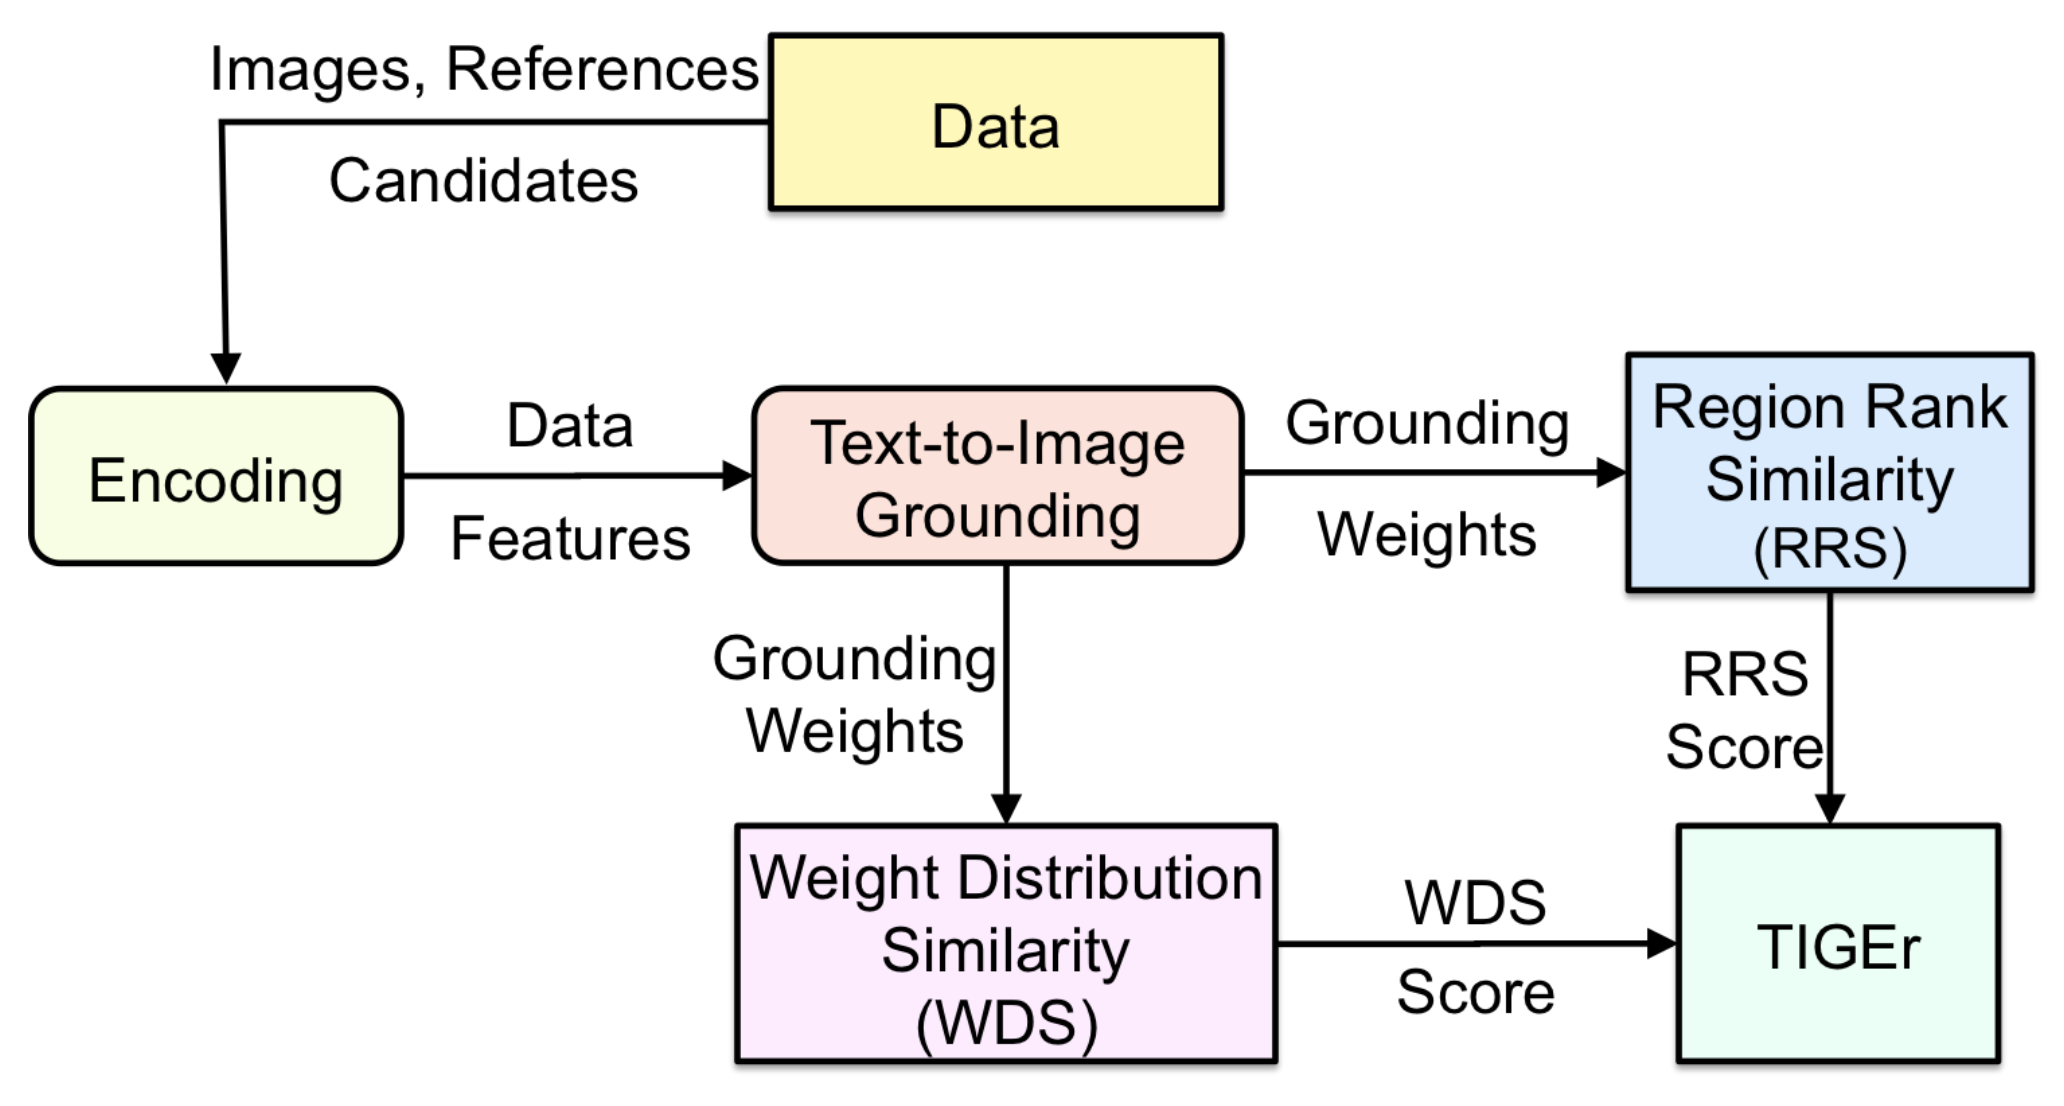 Images, References
Candidates
Data
Encoding
Data
Features
Text-to-Image
Grounding
Grounding
Weights
Region Rank
Similarity
(RRS)
Grounding
Weights
RRS
Score
Weight Distribution
Similarity
(WDS)
WDS
Score
TIGEr